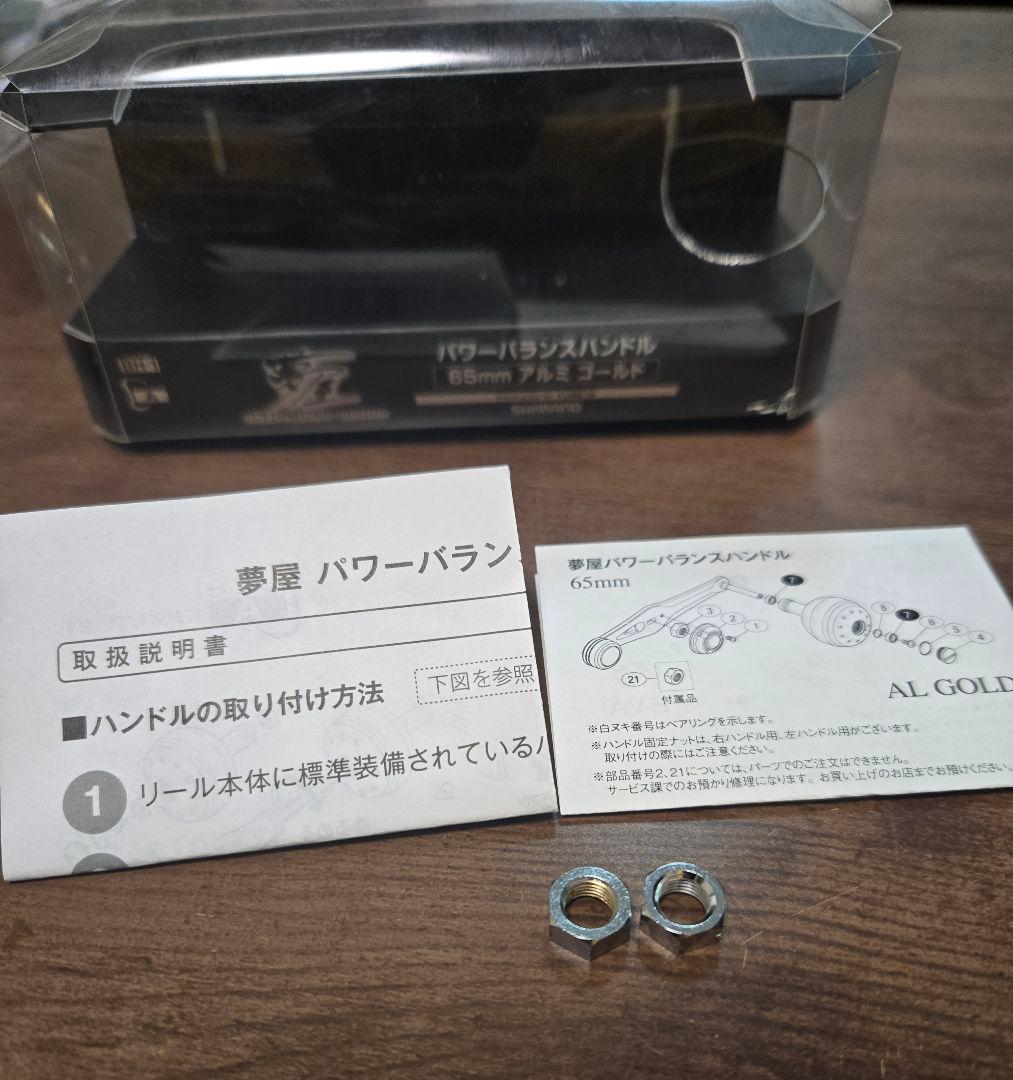 パワーバランスハンドル
65mm アルミ ゴールド
SHIMANO
夢屋 パワーバラン
取扱説明書
■ハンドルの取り付け方法
下図を参照
1 リール本体に標準装備されているハ
夢屋パワーバランスハンドル
65mm
7
3
2
1
8
7
6
5
4
21
付属品
AL GOLD
※白ヌキ番号はベアリングを示します。
※ハンドル固定ナットは、右ハンドル用、左ハンドル用がございます。
取り付けの際にはご注意ください。
※部品番号2、21については、パーツでのご注文はできません。
サービス課でのお預かり修理になります。お買い上げのお店までお預けください。